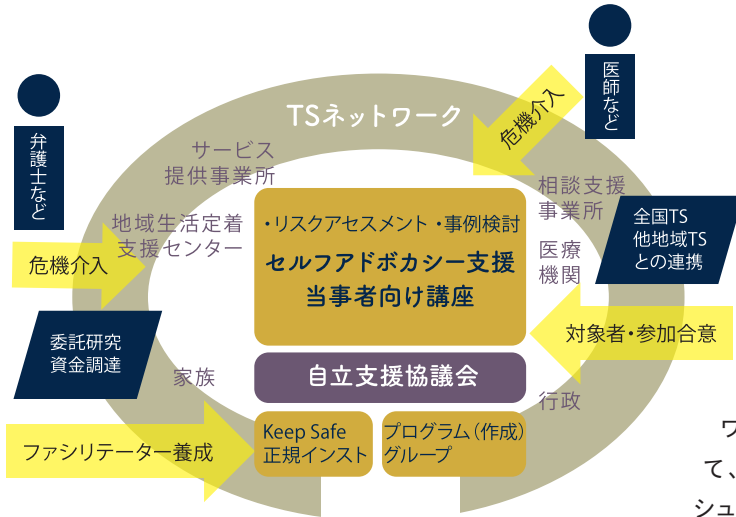 TSネットワーク
医師など
危機介入
弁護士など
サービス
提供事業所
地域生活定着
支援センター
危機介入
・リスクアセスメント ・事例検討
セルフアドボカシー支援
当事者向け講座
相談支援
事業所
医療
機関
全国TS
他地域TS
との連携
対象者・参加合意
委託研究
資金調達
家族
自立支援協議会
行政
ファシリテーター養成
Keep Safe
正規インスト
プログラム（作成）
グループ
ワ
て、
シュ